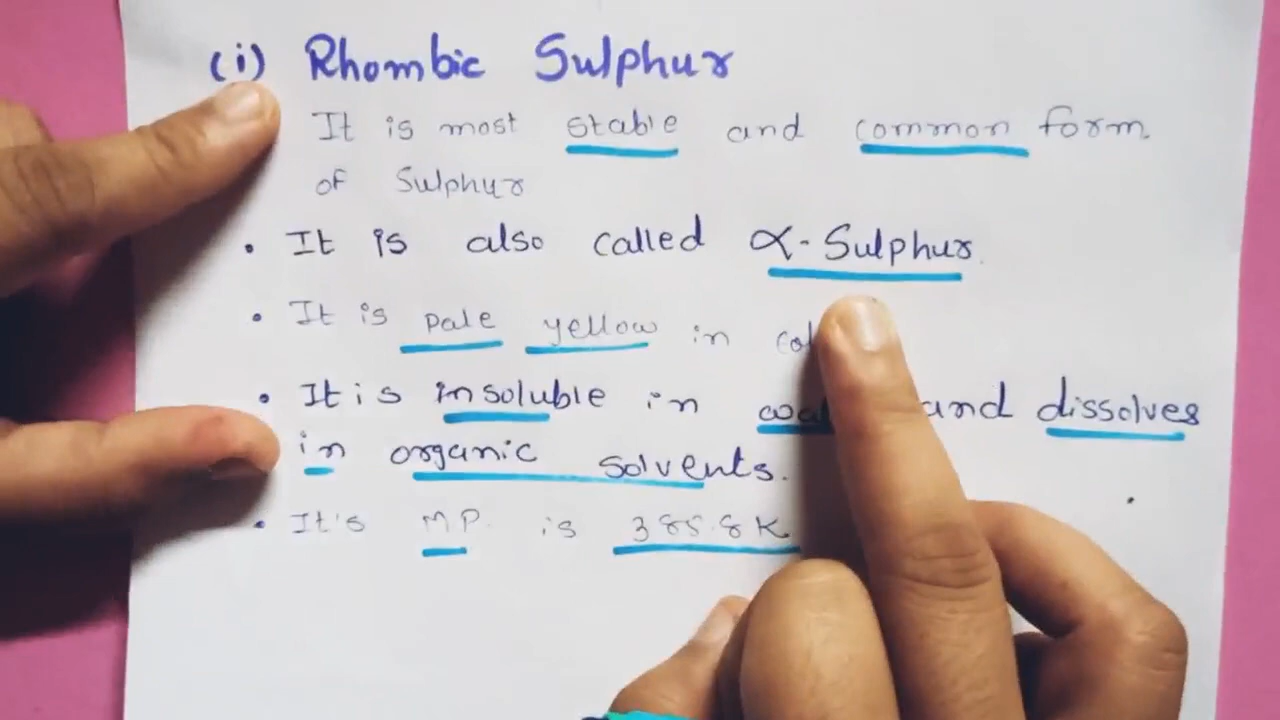 (i) Rhombic Sulphur
It is most stable and common form
of Sulphur
• It is also called α-Sulphur.
• It is pale yellow in
• It is insoluble in and dissolves
in organic solvents.
• It's M.P. is 385.8K